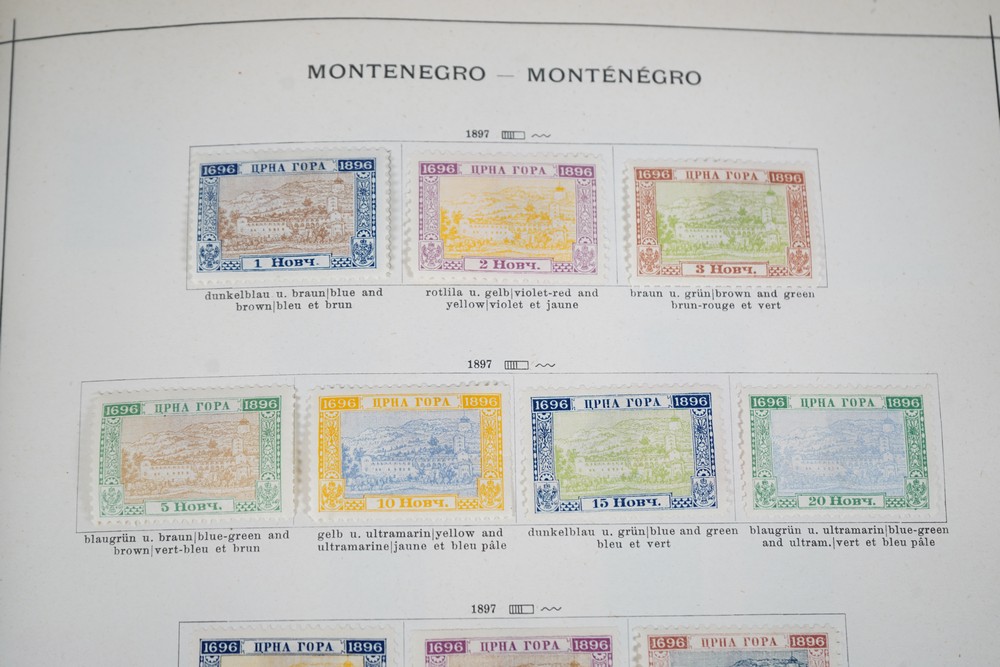 MONTENEGRO — MONTÉNÉGRO
1897
1696 ЦРНА ГОРА 1896
1 Новч.
1696 ЦРНА ГОРА 1896
2 Новч.
1696 ЦРНА ГОРА 1896
3 Новч.
dunkelblau u. braun|blue and
brown|bleu et brun
rotlila u. gelb|violet-red and
yellow|violet et jaune
braun u. grün|brown and green
brun-rouge et vert
1897
1696 ЦРНА ГОРА 1896
5 Новч.
1696 ЦРНА ГОРА 1896
10 Новч.
1696 ЦРНА ГОРА 1896
15 Новч.
1696 ЦРНА ГОРА 1896
20 Новч.
blaugrün u. braun|blue-green and
brown|vert-bleu et brun
gelb u. ultramarin|yellow and
ultramarine|jaune et bleu pâle
dunkelblau u. grün|blue and green
bleu et vert
blaugrün u. ultramarin|blue-green
and ultram.|vert et bleu pâle
1897
1696 ЦРНА ГОРА 1896
1696 ЦРНА ГОРА 1896
1696 ЦРНА ГОРА 1896